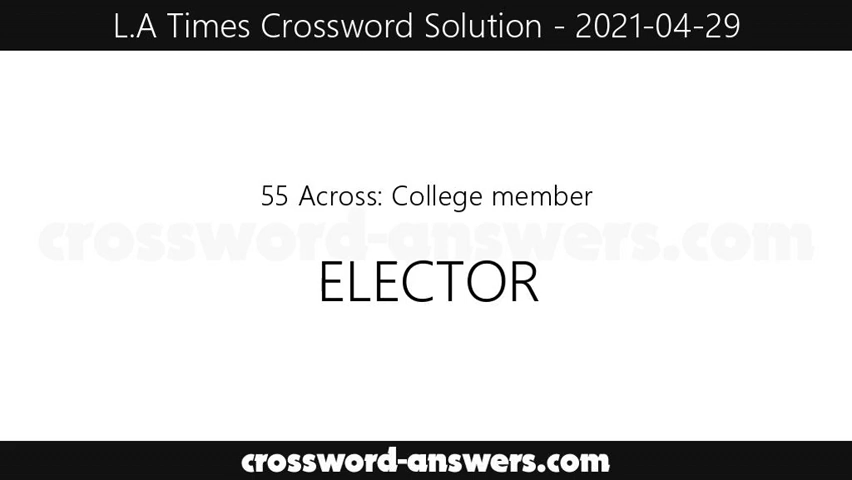 L.A Times Crossword Solution - 2021-04-29
55 Across: College member
crossword-answers.com
ELECTOR
crossword-answers.com